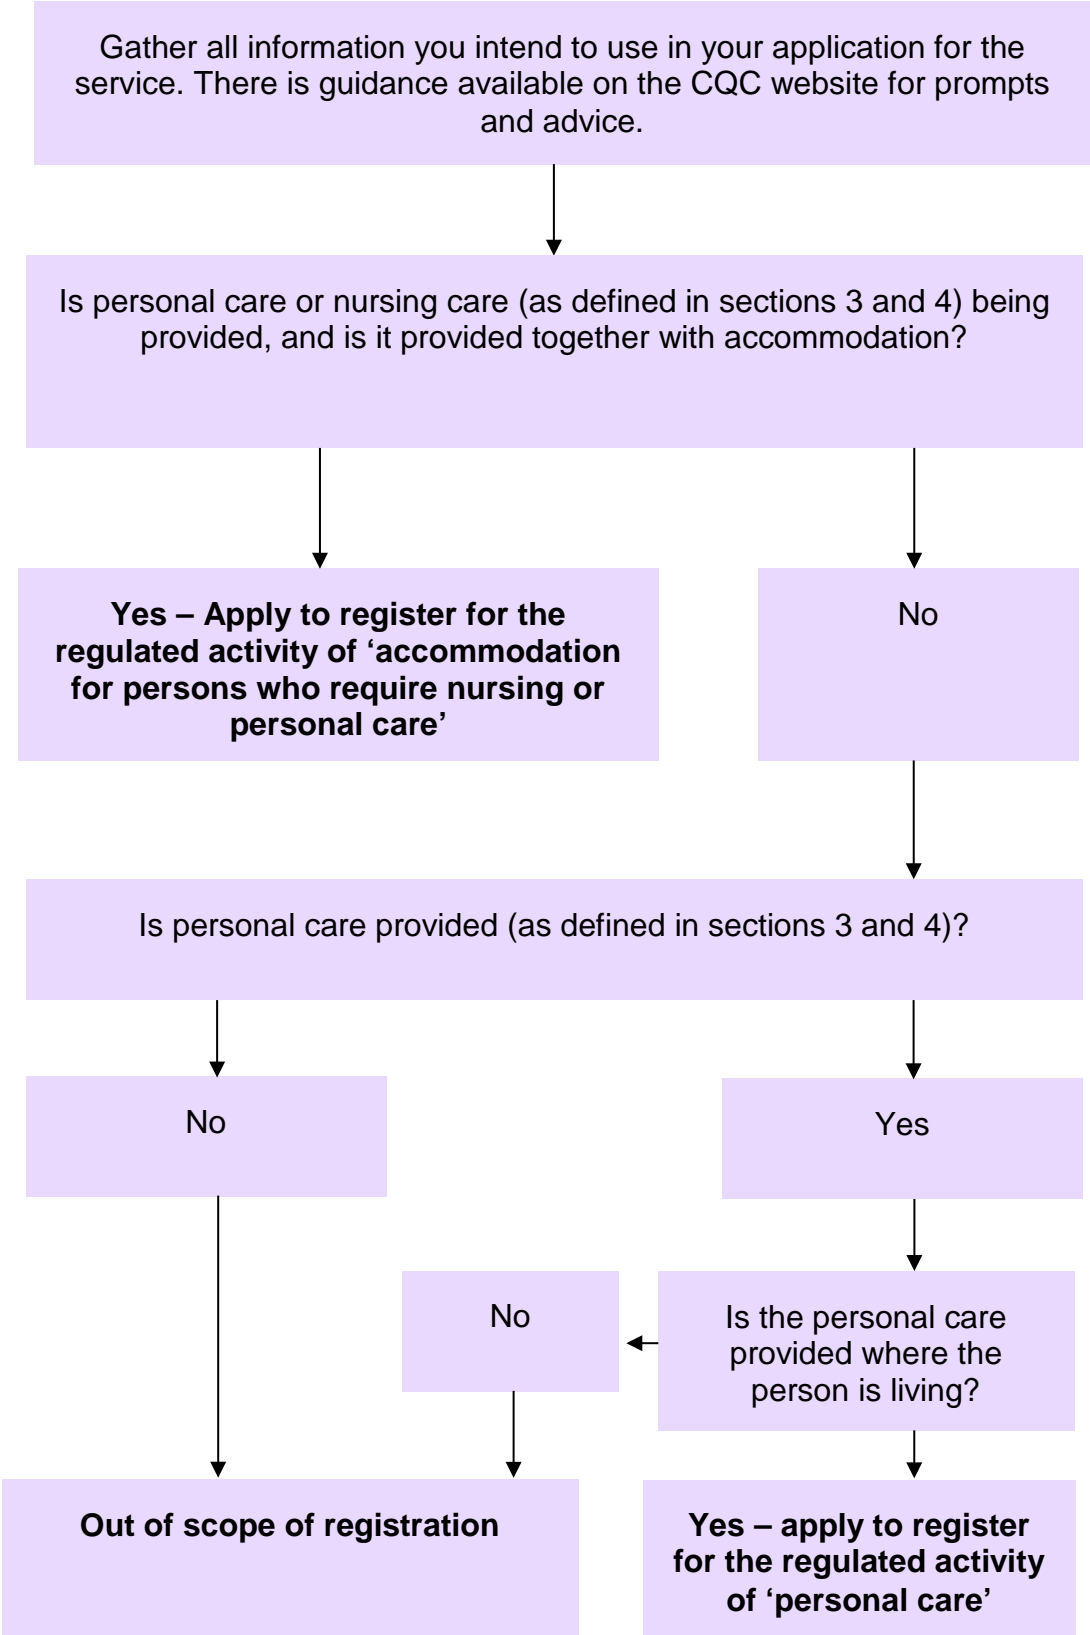 Gather all information you intend to use in your application for the
service. There is guidance available on the CQC website for prompts
and advice.
Is personal care or nursing care (as defined in sections 3 and 4) being
provided, and is it provided together with accommodation?
Yes – Apply to register for the
regulated activity of ‘accommodation
for persons who require nursing or
personal care’
No
Is personal care provided (as defined in sections 3 and 4)?
No
Yes
No
Is the personal care
provided where the
person is living?
Out of scope of registration
Yes – apply to register
for the regulated activity
of ‘personal care’